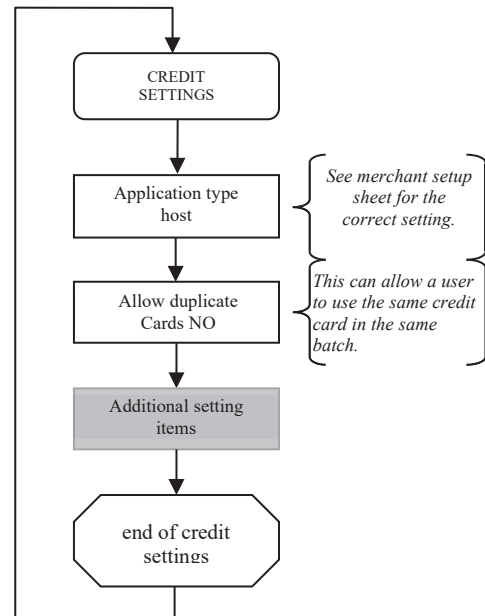 CREDIT
SETTINGS
Application type
host
See merchant setup
sheet for the
correct setting.
Allow duplicate
Cards NO
This can allow a user
to use the same credit
card in the same
batch.
Additional setting
items
end of credit
settings